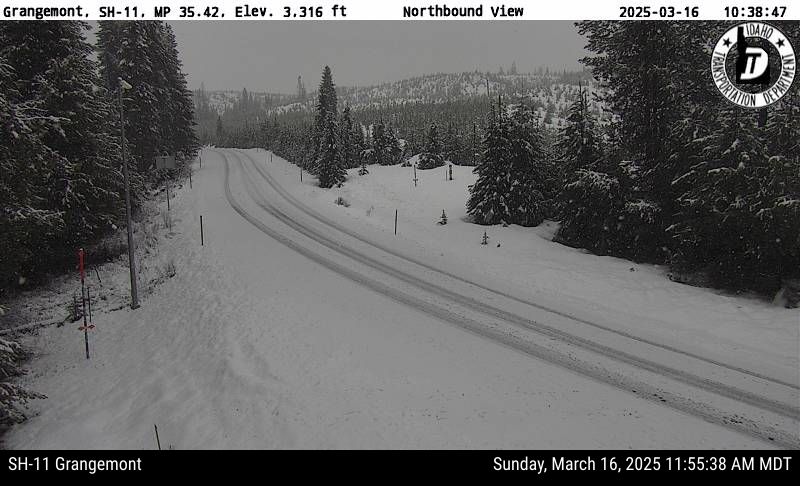 Grangemont, SH-11, MP 35.42, Elev. 3,316 ft Northbound View 2025-03-16 10:38:47
IDAHO
TRANSPORTATION DEPARTMENT
SH-11 Grangemont Sunday, March 16, 2025 11:55:38 AM MDT